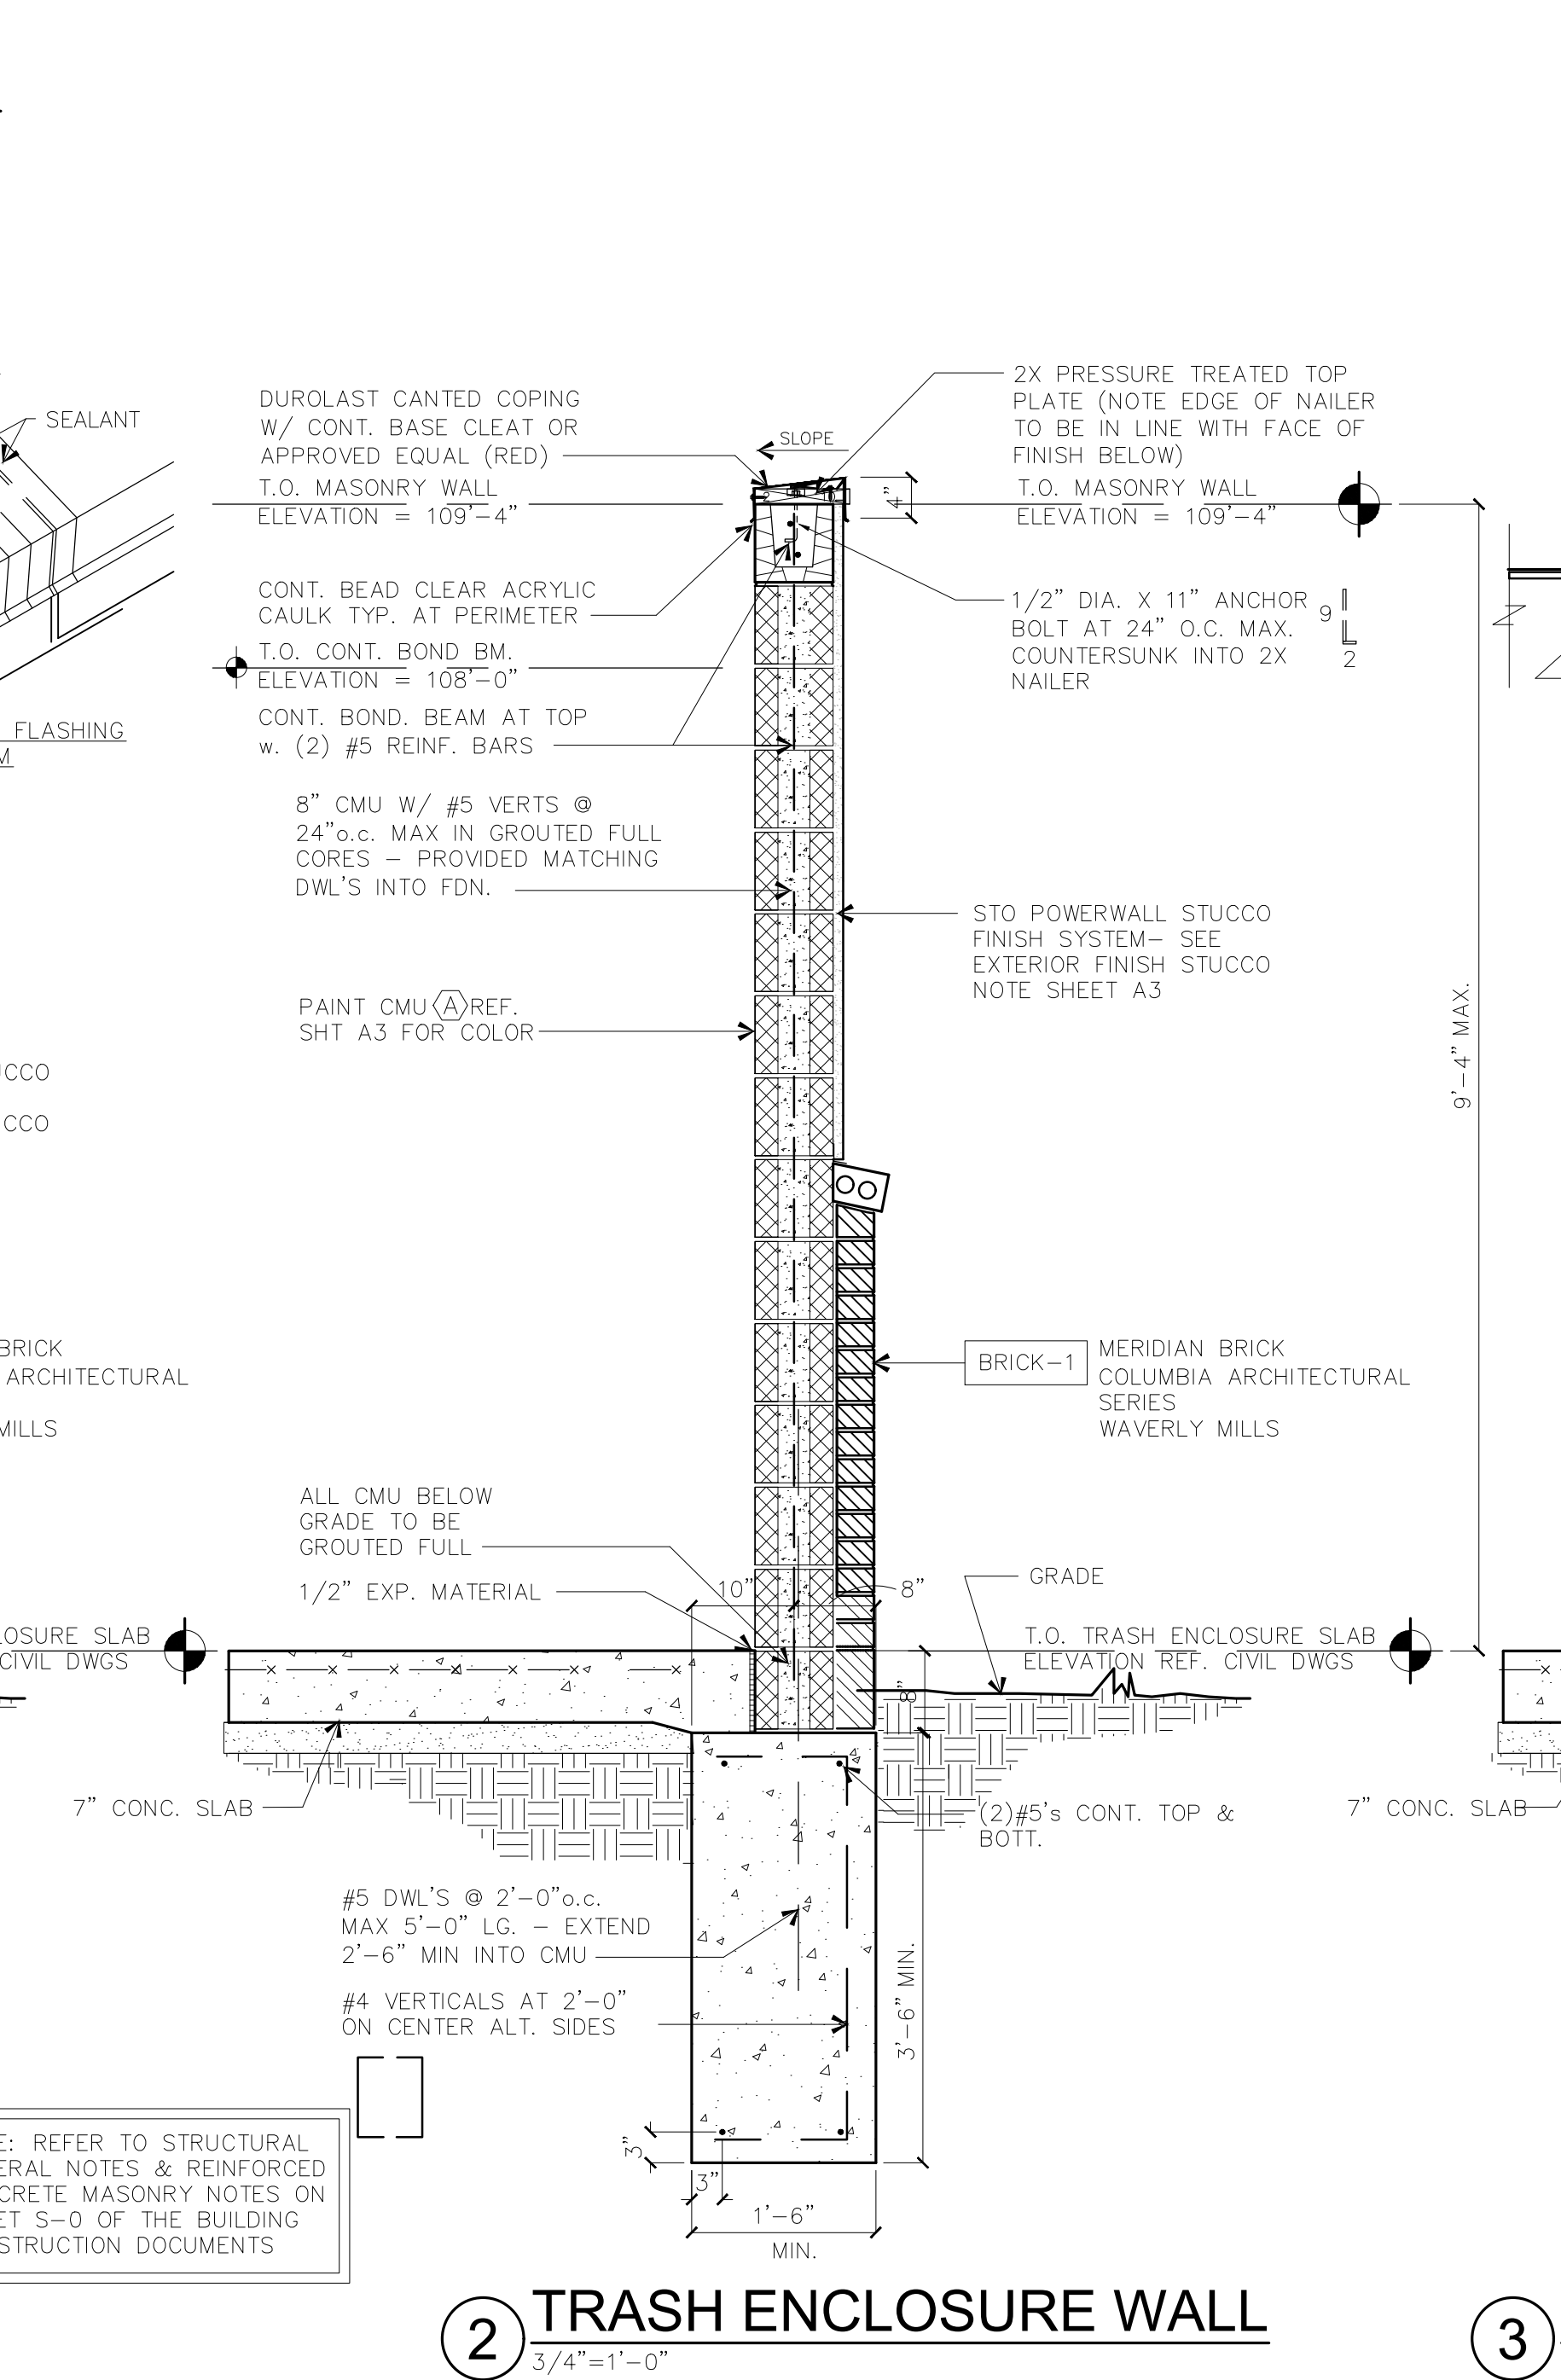 SEALANT
FLASHING
M
UCCO
CCO
BRICK
ARCHITECTURAL
MILLS
LOSURE SLAB
CIVIL DWGS
DUROLAST CANTED COPING
W/ CONT. BASE CLEAT OR
APPROVED EQUAL (RED)
T.O. MASONRY WALL
ELEVATION = 109'-4"
CONT. BEAD CLEAR ACRYLIC
CAULK TYP. AT PERIMETER
T.O. CONT. BOND BM.
ELEVATION = 108'-0"
CONT. BOND. BEAM AT TOP
w. (2) #5 REINF. BARS
8" CMU W/ #5 VERTS @
24"o.c. MAX IN GROUTED FULL
CORES – PROVIDED MATCHING
DWL'S INTO FDN.
PAINT CMU A REF.
SHT A3 FOR COLOR
ALL CMU BELOW
GRADE TO BE
GROUTED FULL
1/2" EXP. MATERIAL
7" CONC. SLAB
#5 DWL'S @ 2'-0"o.c.
MAX 5'-0" LG. – EXTEND
2'-6" MIN INTO CMU
#4 VERTICALS AT 2'-0"
ON CENTER ALT. SIDES
SLOPE
4"
2X PRESSURE TREATED TOP
PLATE (NOTE EDGE OF NAILER
TO BE IN LINE WITH FACE OF
FINISH BELOW)
T.O. MASONRY WALL
ELEVATION = 109'-4"
1/2" DIA. X 11" ANCHOR
BOLT AT 24" O.C. MAX.
COUNTERSUNK INTO 2X
NAILER
9
2
STO POWERWALL STUCCO
FINISH SYSTEM– SEE
EXTERIOR FINISH STUCCO
NOTE SHEET A3
9'-4" MAX.
BRICK-1
MERIDIAN BRICK
COLUMBIA ARCHITECTURAL
SERIES
WAVERLY MILLS
GRADE
10"
8"
T.O. TRASH ENCLOSURE SLAB
ELEVATION REF. CIVIL DWGS
8"
(2)#5's CONT. TOP &
BOTT.
7" CONC. SLAB
3'-6" MIN.
3"
3"
1'-6"
MIN.
E: REFER TO STRUCTURAL
ERAL NOTES & REINFORCED
CRETE MASONRY NOTES ON
ET S-0 OF THE BUILDING
STRUCTION DOCUMENTS
2 TRASH ENCLOSURE WALL
3/4"=1'-0"
3